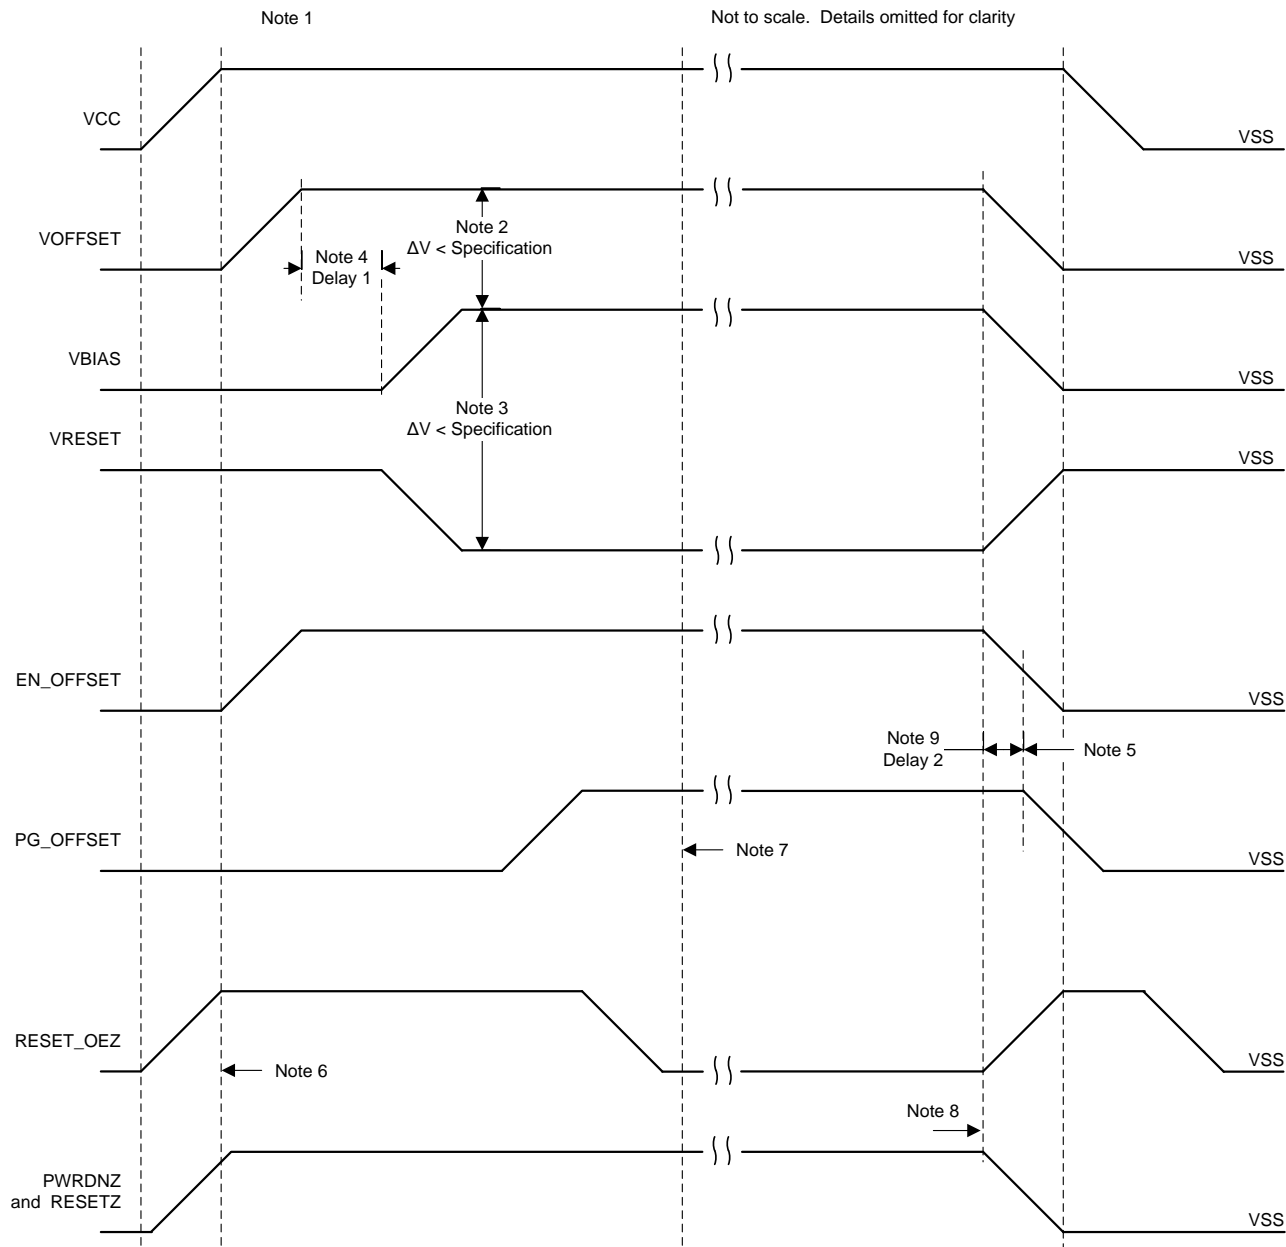 Note 1
Not to scale.  Details omitted for clarity
VCC
VSS
VOFFSET
Note 2
ΔV < Specification
Note 4
Delay 1
VSS
VBIAS
VSS
Note 3
ΔV < Specification
VRESET
VSS
EN_OFFSET
VSS
Note 9
Delay 2
Note 5
PG_OFFSET
Note 7
VSS
RESET_OEZ
Note 6
VSS
Note 8
PWRDNZ
and  RESETZ
VSS